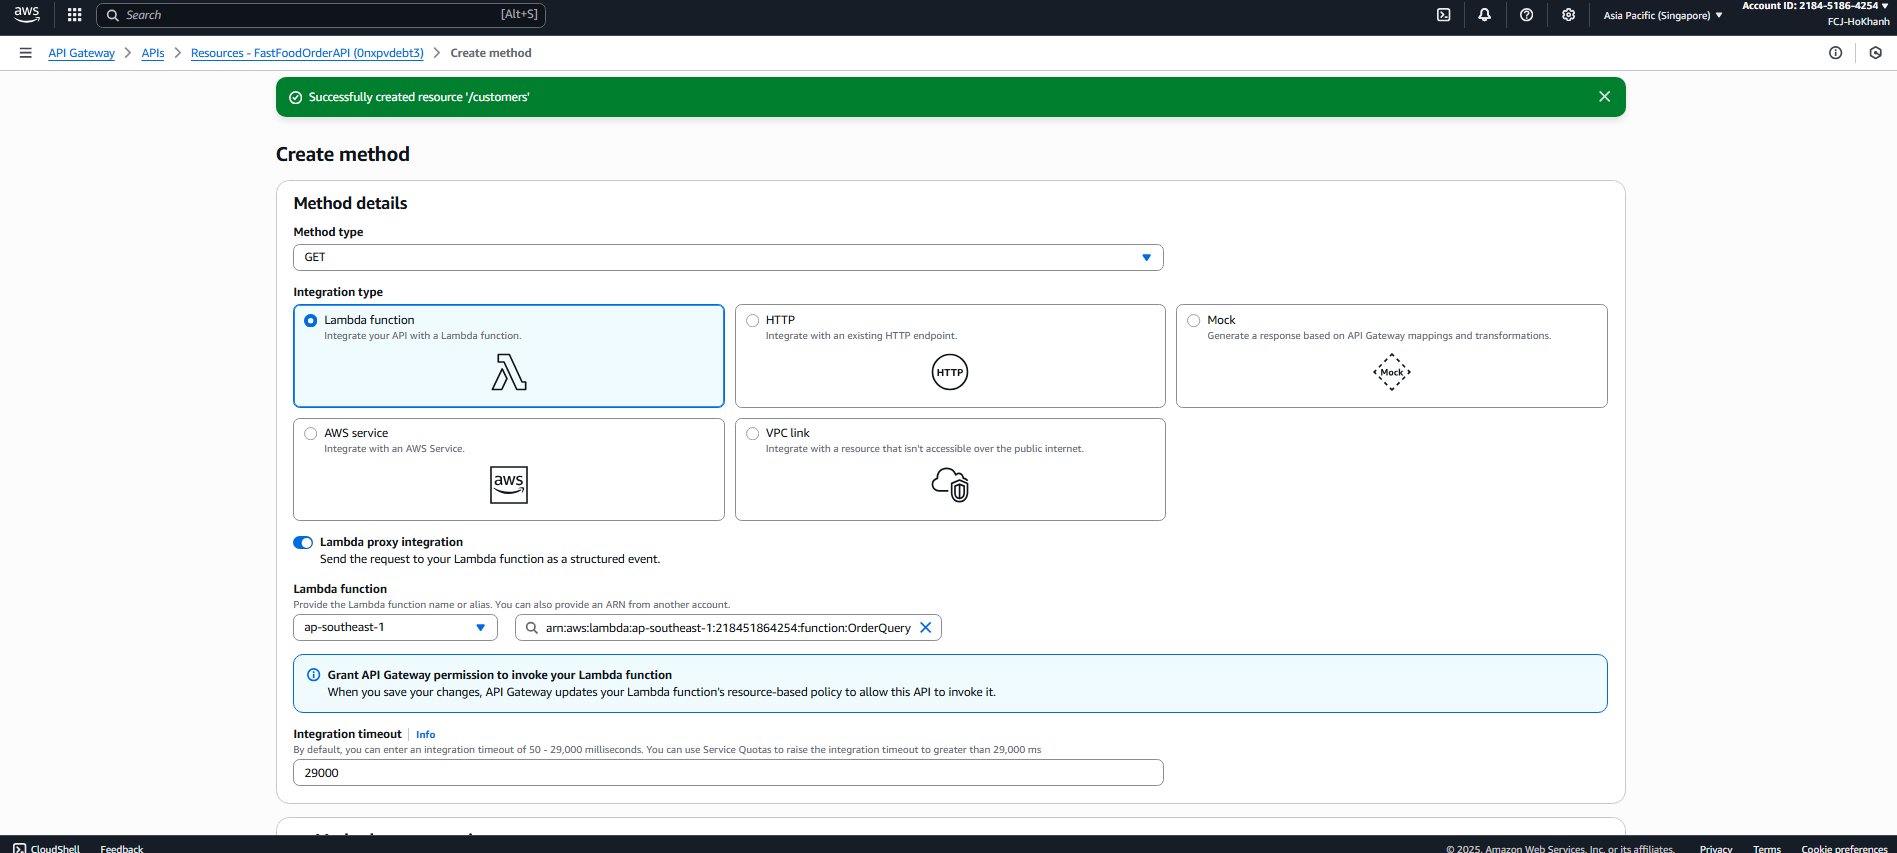 aws
Search
[Alt+S]
Asia Pacific (Singapore)
Account ID: 2184-5186-4254
FCJ-HoKhanh
API Gateway
APIs
Resources - FastFoodOrderAPI (0nxpvdebt3)
Create method
Successfully created resource '/customers'
Create method
Method details
Method type
GET
Integration type
Lambda function
Integrate your API with a Lambda function.
HTTP
Integrate with an existing HTTP endpoint.
HTTP
Mock
Generate a response based on API Gateway mappings and transformations.
Mock
AWS service
Integrate with an AWS Service.
aws
VPC link
Integrate with a resource that isn't accessible over the public internet.
Lambda proxy integration
Send the request to your Lambda function as a structured event.
Lambda function
Provide the Lambda function name or alias. You can also provide an ARN from another account.
ap-southeast-1
arn:aws:lambda:ap-southeast-1:218451864254:function:OrderQuery
Grant API Gateway permission to invoke your Lambda function
When you save your changes, API Gateway updates your Lambda function's resource-based policy to allow this API to invoke it.
Integration timeout
Info
By default, you can enter an integration timeout of 50 - 29,000 milliseconds. You can use Service Quotas to raise the integration timeout to greater than 29,000 ms
29000
CloudShell
Feedback
© 2025, Amazon Web Services, Inc. or its affiliates.
Privacy
Terms
Cookie preferences